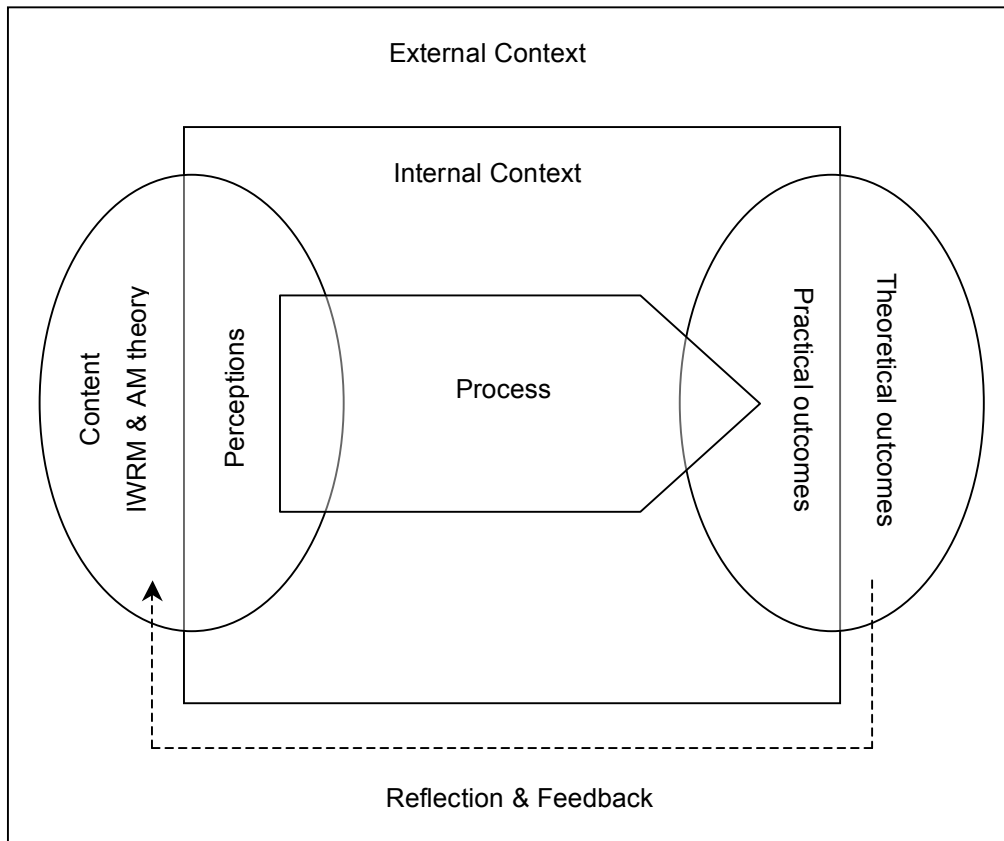 External Context
Internal Context
Content
IWRM & AM theory
Perceptions
Process
Practical outcomes
Theoretical outcomes
Reflection & Feedback